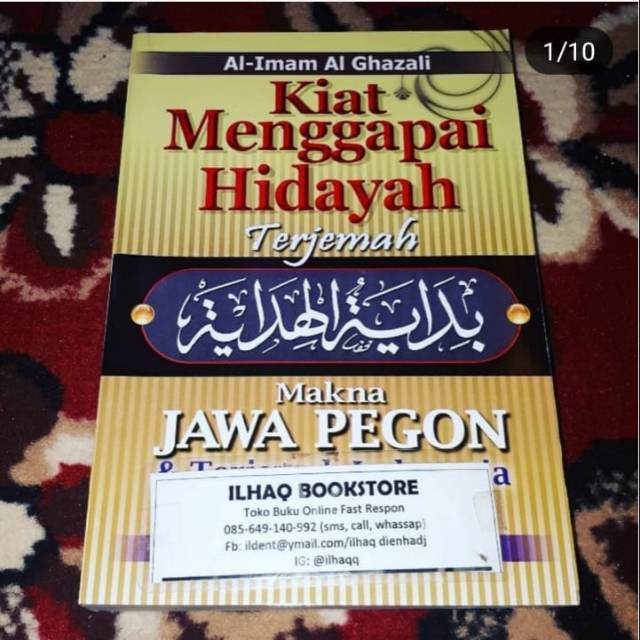 1/10
Al-Imam Al Ghazali
Kiat
Menggapai
Hidayah
Terjemah
بداية الهداية
Makna
JAWA PEGON
ILHAQ BOOKSTORE
Toko Buku Online Fast Respon
085-649-140-992 (sms, call, whassap)
Fb: ildent@ymail.com/ilhaq dienhadj
IG: @ilhaqq